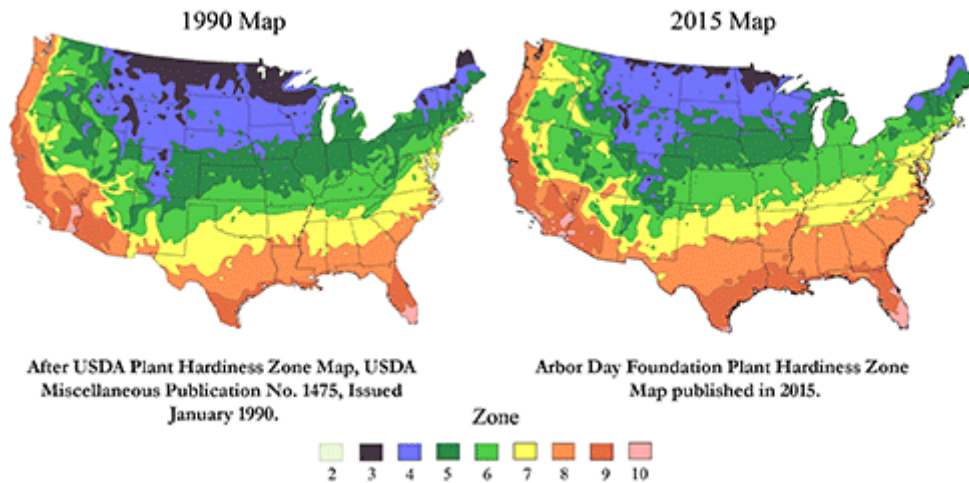 1990 Map
2015 Map
After USDA Plant Hardiness Zone Map, USDA
Miscellaneous Publication No. 1475, Issued
January 1990.
Arbor Day Foundation Plant Hardiness Zone
Map published in 2015.
Zone
2 3 4 5 6 7 8 9 10